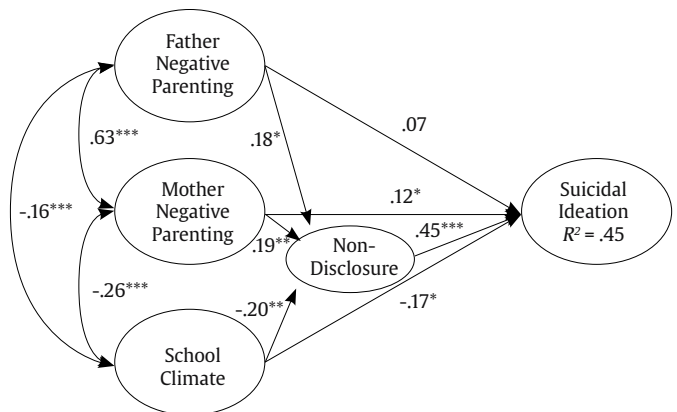 Father
Negative
Parenting
.63***
.18*
.07
-.16***
Mother
Negative
Parenting
.12*
Suicidal
Ideation
R² = .45
.19**
Non-
Disclosure
.45***
-.26***
-.20**
-.17*
School
Climate